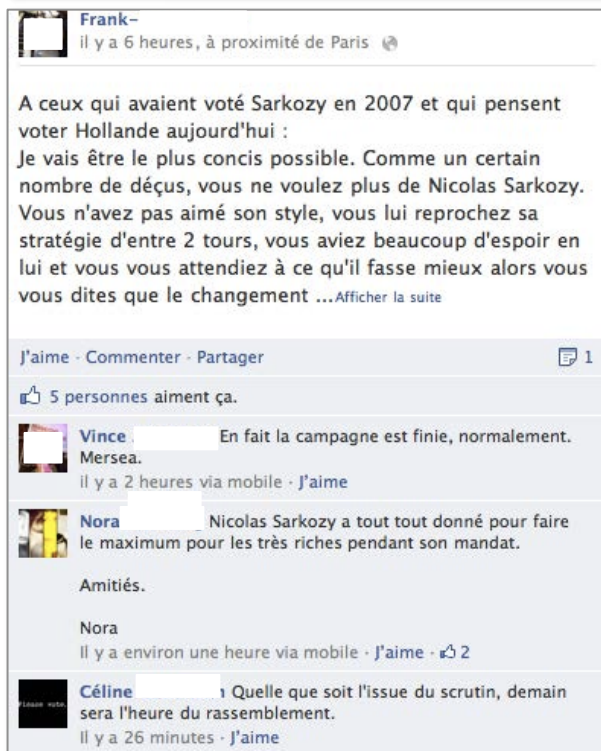 Frank-
il y a 6 heures, à proximité de Paris
A ceux qui avaient voté Sarkozy en 2007 et qui pensent
voter Hollande aujourd'hui :
Je vais être le plus concis possible. Comme un certain
nombre de déçus, vous ne voulez plus de Nicolas Sarkozy.
Vous n'avez pas aimé son style, vous lui reprochez sa
stratégie d'entre 2 tours, vous aviez beaucoup d'espoir en
lui et vous vous attendiez à ce qu'il fasse mieux alors vous
vous dites que le changement ...Afficher la suite
J'aime · Commenter · Partager 1
5 personnes aiment ça.
Vince En fait la campagne est finie, normalement.
Mersea.
il y a 2 heures via mobile · J'aime
Nora Nicolas Sarkozy a tout tout donné pour faire
le maximum pour les très riches pendant son mandat.
Amitiés.
Nora
Il y a environ une heure via mobile · J'aime · 2
Céline Quelle que soit l'issue du scrutin, demain
sera l'heure du rassemblement.
Il y a 26 minutes · J'aime
Please vote.